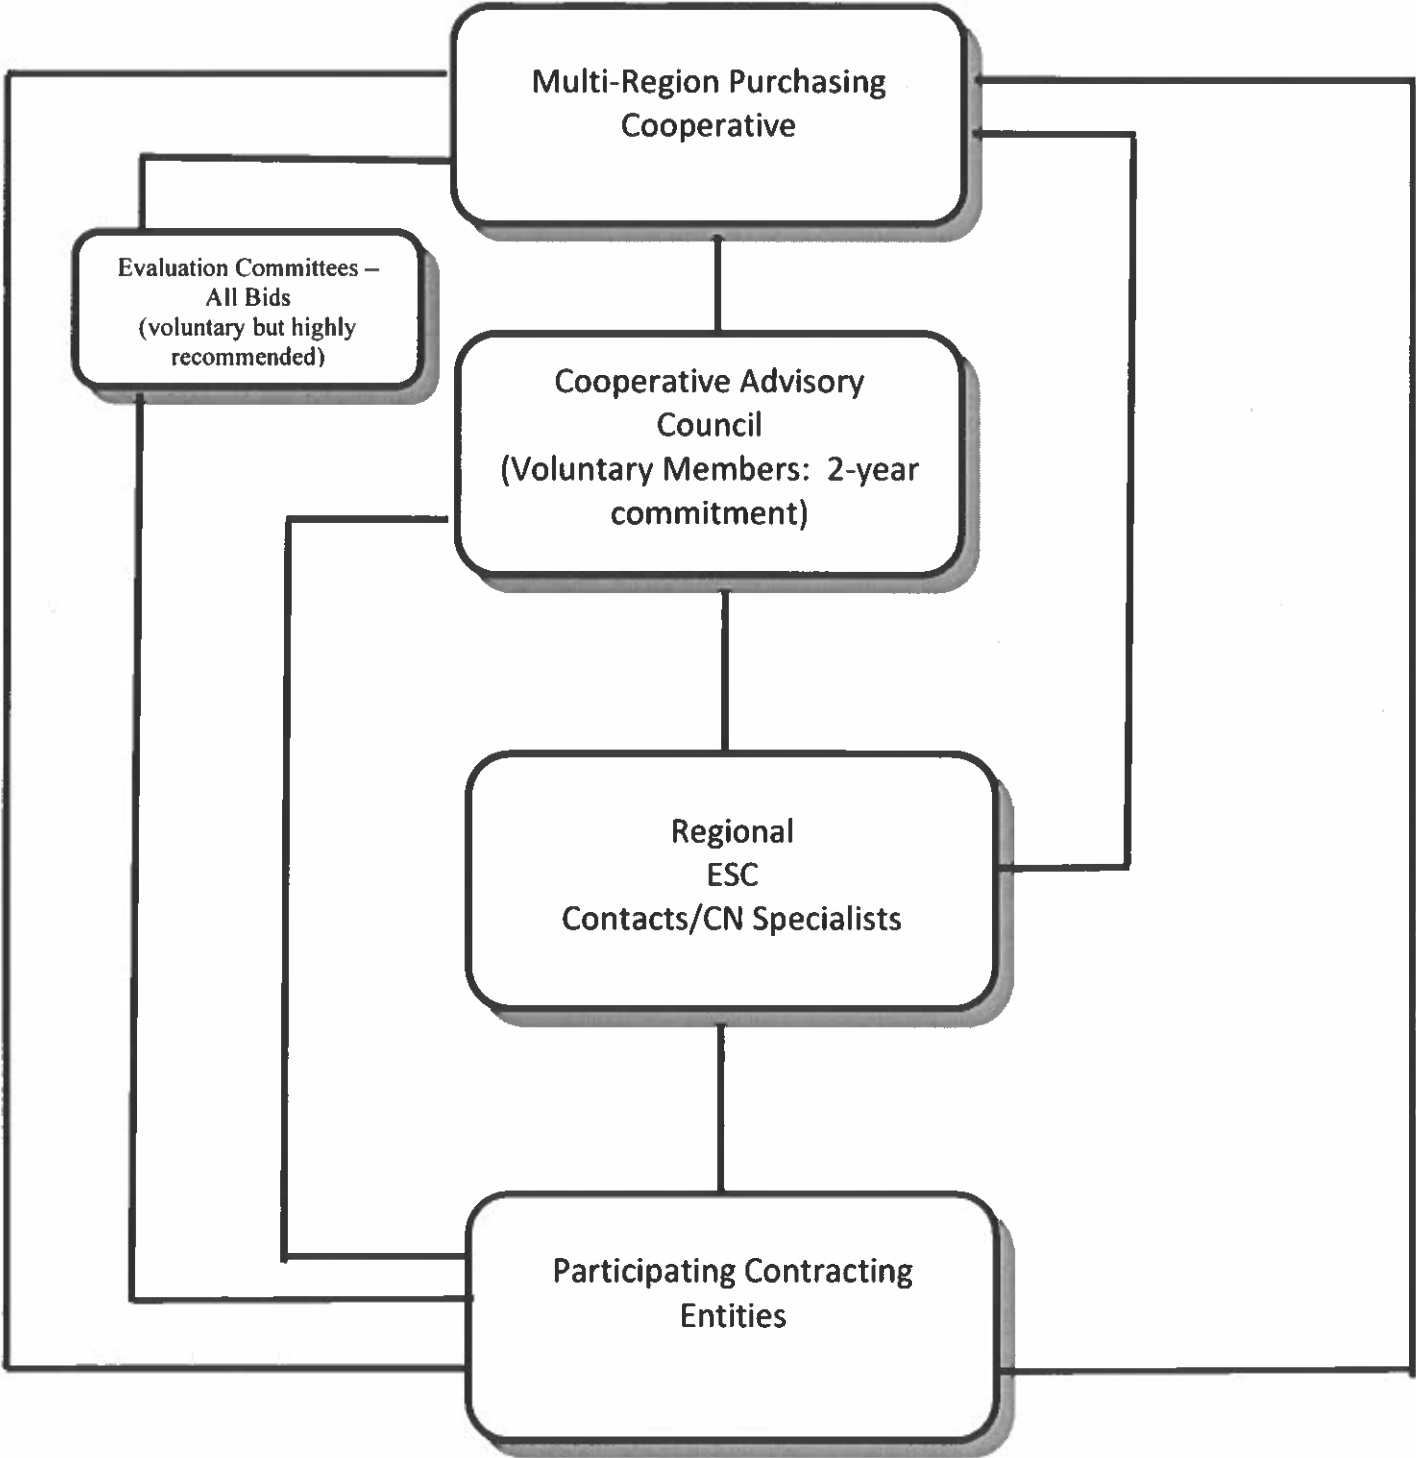 Multi-Region Purchasing
Cooperative
Evaluation Committees –
All Bids
(voluntary but highly
recommended)
Cooperative Advisory
Council
(Voluntary Members:  2-year
commitment)
Regional
ESC
Contacts/CN Specialists
Participating Contracting
Entities